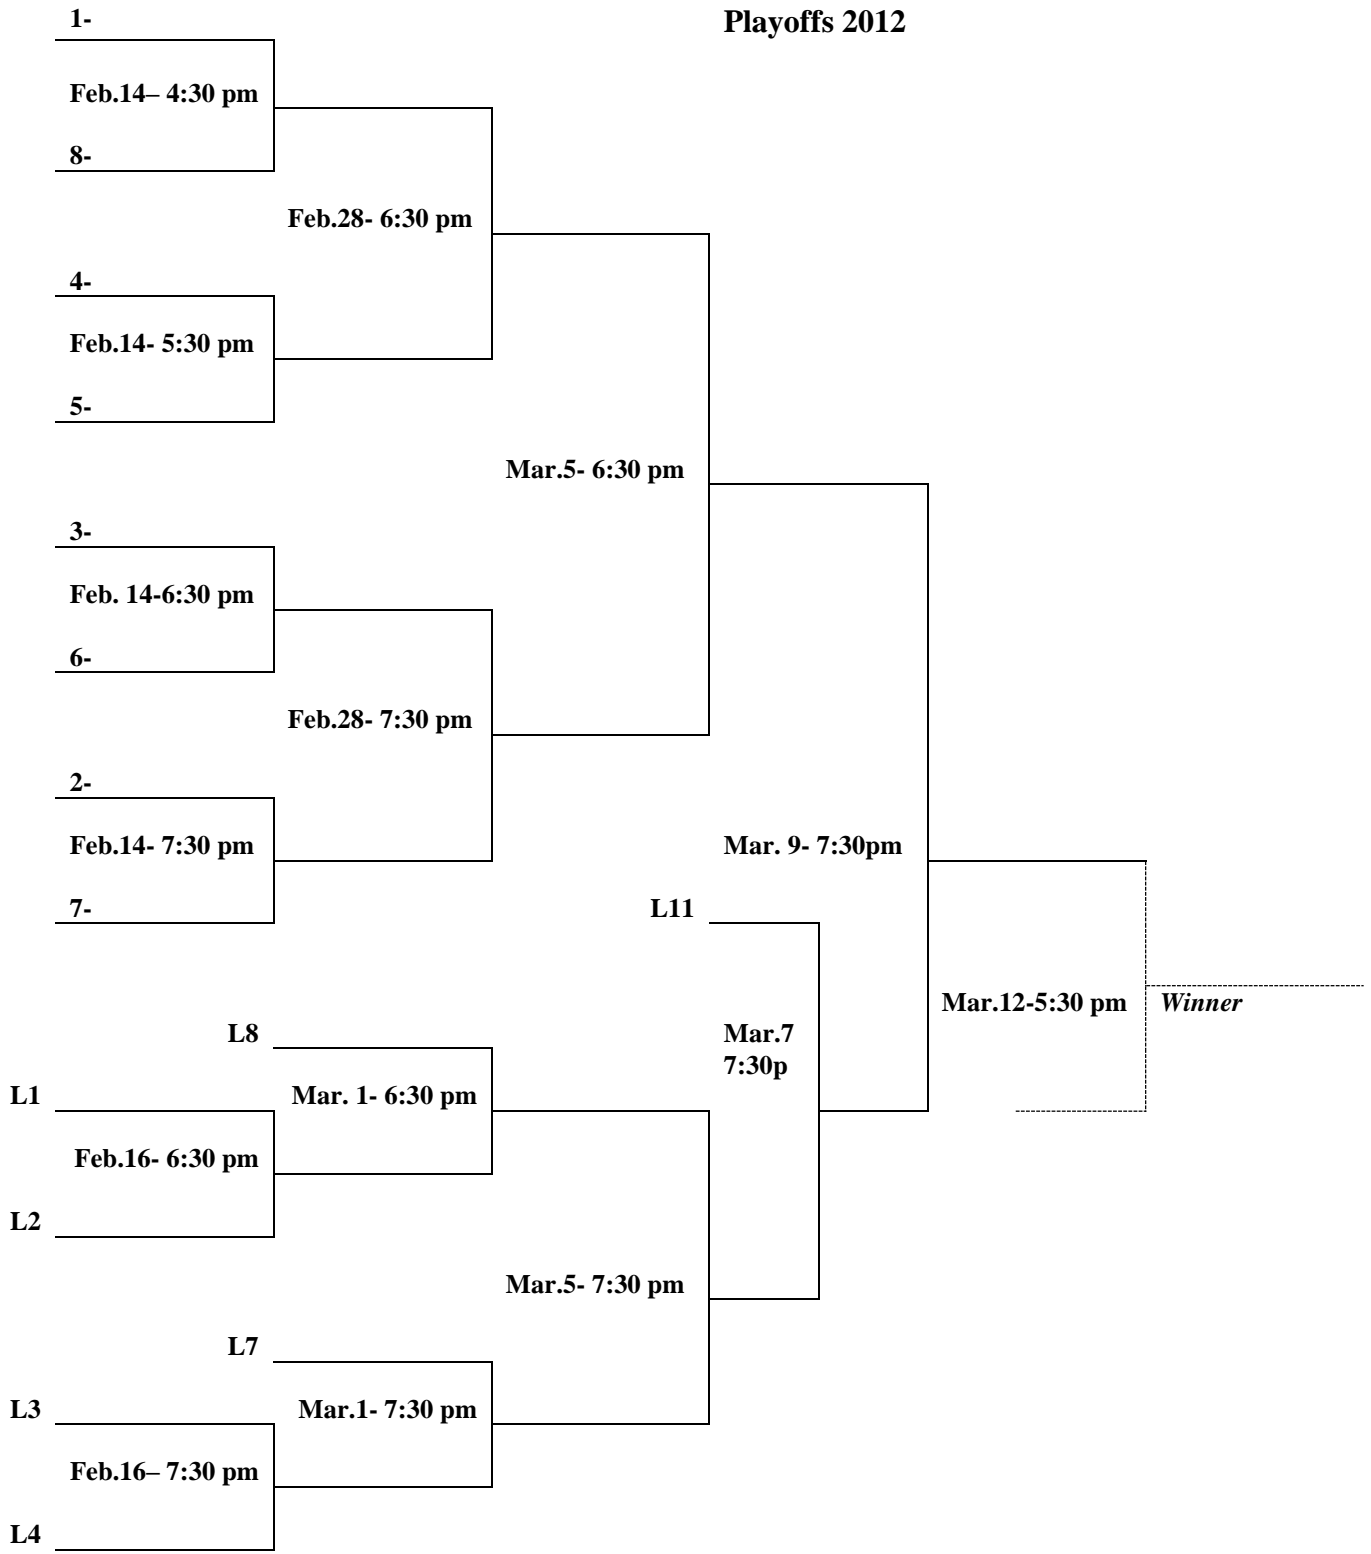 Playoffs 2012
1-
Feb.14– 4:30 pm
8-
Feb.28- 6:30 pm
4-
Feb.14- 5:30 pm
5-
Mar.5- 6:30 pm
3-
Feb. 14-6:30 pm
6-
Feb.28- 7:30 pm
2-
Feb.14- 7:30 pm
Mar. 9- 7:30pm
7-
L11
Mar.12-5:30 pm
Winner
L8
Mar.7
7:30p
L1
Mar. 1- 6:30 pm
Feb.16- 6:30 pm
L2
Mar.5- 7:30 pm
L7
L3
Mar.1- 7:30 pm
Feb.16– 7:30 pm
L4